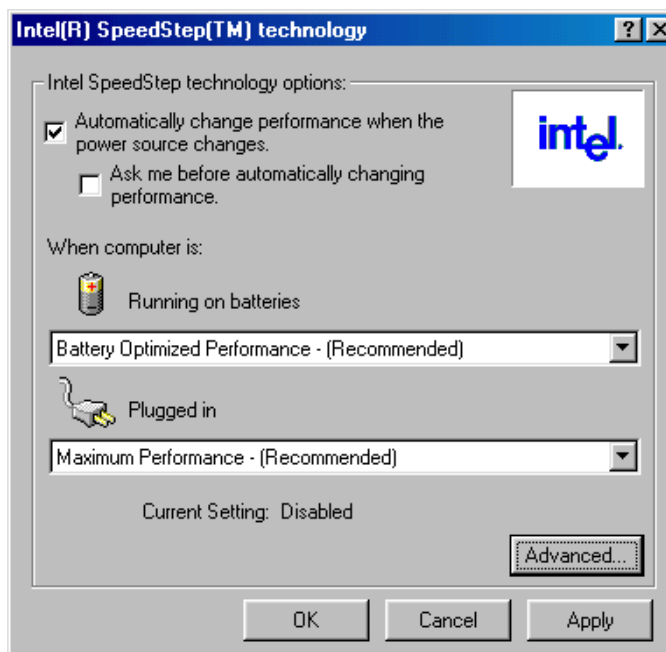 Intel(R) SpeedStep(TM) technology
Intel SpeedStep technology options:
Automatically change performance when the
power source changes.
intel.
Ask me before automatically changing
performance.
When computer is:
Running on batteries
Battery Optimized Performance - (Recommended)
Plugged in
Maximum Performance - (Recommended)
Current Setting: Disabled
Advanced...
OK Cancel Apply